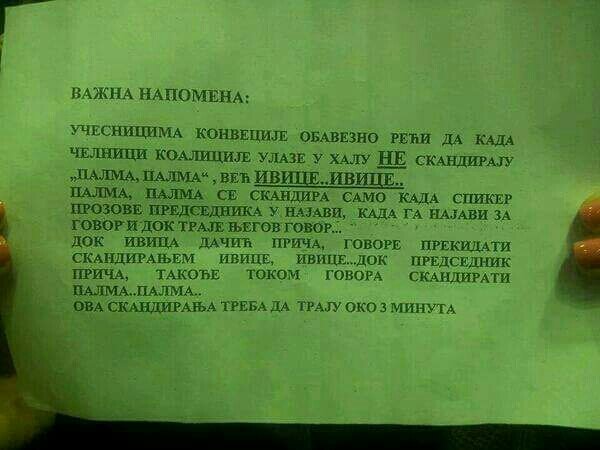 ВАЖНА НАПОМЕНА:
УЧЕСНИЦИМА КОНВЕЦИЈЕ ОБАВЕЗНО РЕЋИ ДА КАДА
ЧЕЛНИЦИ КОАЛИЦИЈЕ УЛАЗЕ У ХАЛУ НЕ СКАНДИРАЈУ
„ПАЛМА, ПАЛМА“ , ВЕЋ ИВИЦЕ..ИВИЦЕ..
ПАЛМА, ПАЛМА СЕ СКАНДИРА САМО КАДА СПИКЕР
ПРОЗОВЕ ПРЕДСЕДНИКА У НАЈАВИ, КАДА ГА НАЈАВИ ЗА
ГОВОР И ДОК ТРАЈЕ ЊЕГОВ ГОВОР...
ДОК ИВИЦА ДАЧИЋ ПРИЧА, ГОВОРЕ ПРЕКИДАТИ
СКАНДИРАЊЕМ ИВИЦЕ, ИВИЦЕ...ДОК ПРЕДСЕДНИК
ПРИЧА, ТАКОЂЕ ТОКОМ ГОВОРА СКАНДИРАТИ
ПАЛМА..ПАЛМА..
ОВА СКАНДИРАЊА ТРЕБА ДА ТРАЈУ ОКО 3 МИНУТА